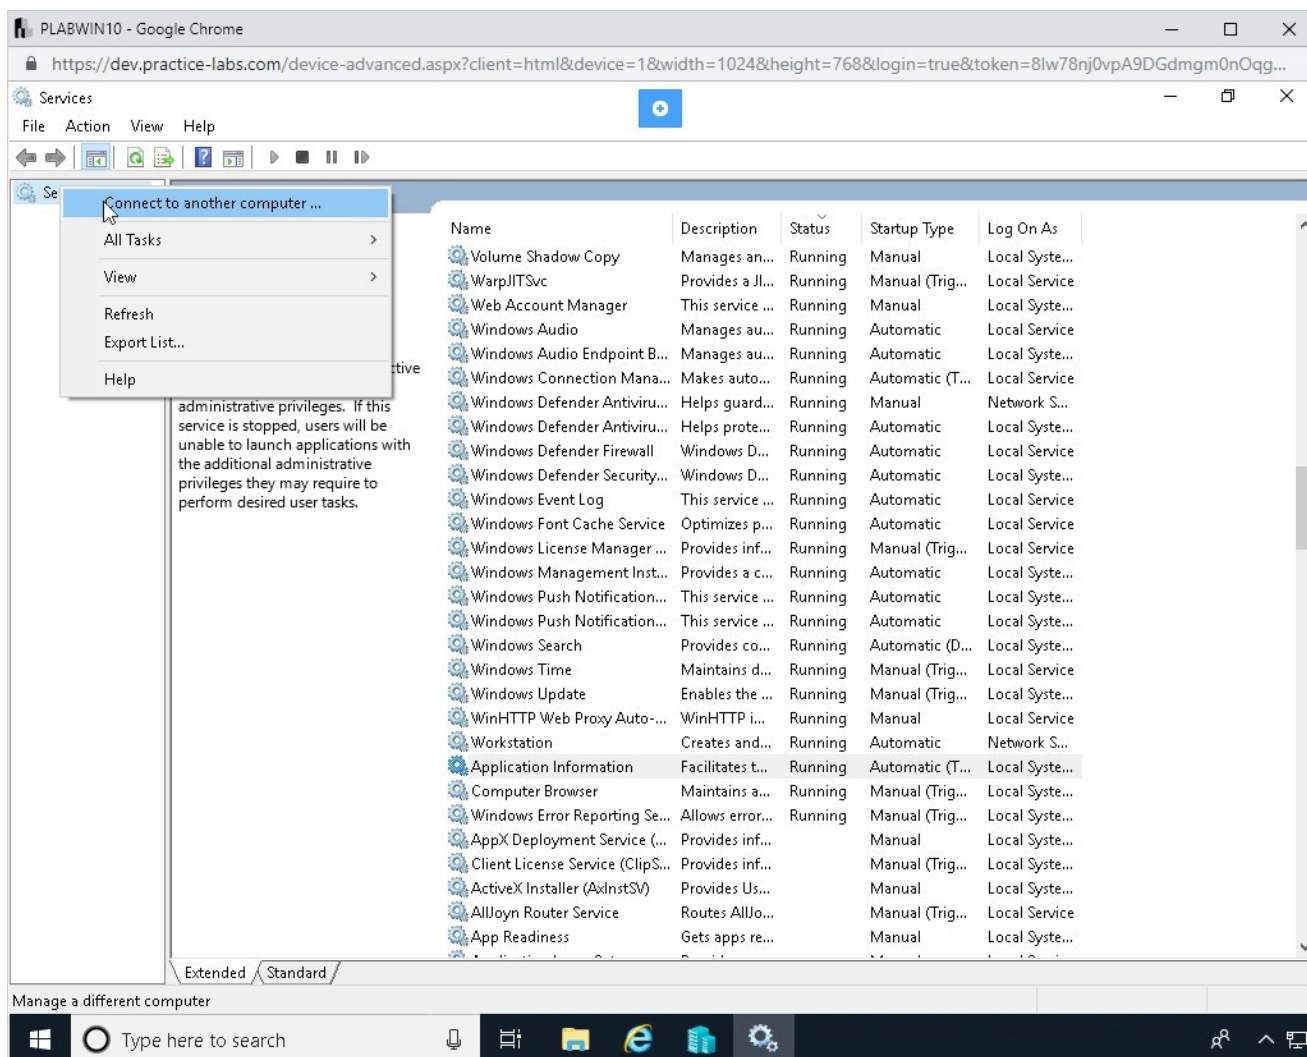 PLABWIN10 - Google Chrome
https://dev.practice-labs.com/device-advanced.aspx?client=html&device=1&width=1024&height=768&login=true&token=8lw78nj0vpA9DGdmgm0nOqg...
Services
File Action View Help
Connect to another computer ...
All Tasks
View
Refresh
Export List...
Help
administrative privileges. If this
service is stopped, users will be
unable to launch applications with
the additional administrative
privileges they may require to
perform desired user tasks.
Name Description Status Startup Type Log On As
Volume Shadow Copy Manages an... Running Manual Local Syste...
WarpJITSvc Provides a JI... Running Manual (Trig... Local Service
Web Account Manager This service ... Running Manual Local Syste...
Windows Audio Manages au... Running Automatic Local Service
Windows Audio Endpoint B... Manages au... Running Automatic Local Syste...
Windows Connection Mana... Makes auto... Running Automatic (T... Local Service
Windows Defender Antiviru... Helps guard... Running Manual Network S...
Windows Defender Antiviru... Helps prote... Running Automatic Local Syste...
Windows Defender Firewall Windows D... Running Automatic Local Service
Windows Defender Security... Windows D... Running Automatic Local Syste...
Windows Event Log This service ... Running Automatic Local Service
Windows Font Cache Service Optimizes p... Running Automatic Local Service
Windows License Manager ... Provides inf... Running Manual (Trig... Local Service
Windows Management Inst... Provides a c... Running Automatic Local Syste...
Windows Push Notification... This service ... Running Automatic Local Syste...
Windows Push Notification... This service ... Running Automatic Local Syste...
Windows Search Provides co... Running Automatic (D... Local Syste...
Windows Time Maintains d... Running Manual (Trig... Local Service
Windows Update Enables the ... Running Manual (Trig... Local Syste...
WinHTTP Web Proxy Auto-... WinHTTP i... Running Manual Local Service
Workstation Creates and... Running Automatic Network S...
Application Information Facilitates t... Running Automatic (T... Local Syste...
Computer Browser Maintains a... Running Manual (Trig... Local Syste...
Windows Error Reporting Se... Allows error... Running Manual (Trig... Local Syste...
AppX Deployment Service (... Provides inf... Manual Local Syste...
Client License Service (ClipS... Provides inf... Manual (Trig... Local Syste...
ActiveX Installer (AxInstSV) Provides Us... Manual Local Syste...
AllJoyn Router Service Routes AllJo... Manual (Trig... Local Service
App Readiness Gets apps re... Manual Local Syste...
Extended Standard
Manage a different computer
Type here to search